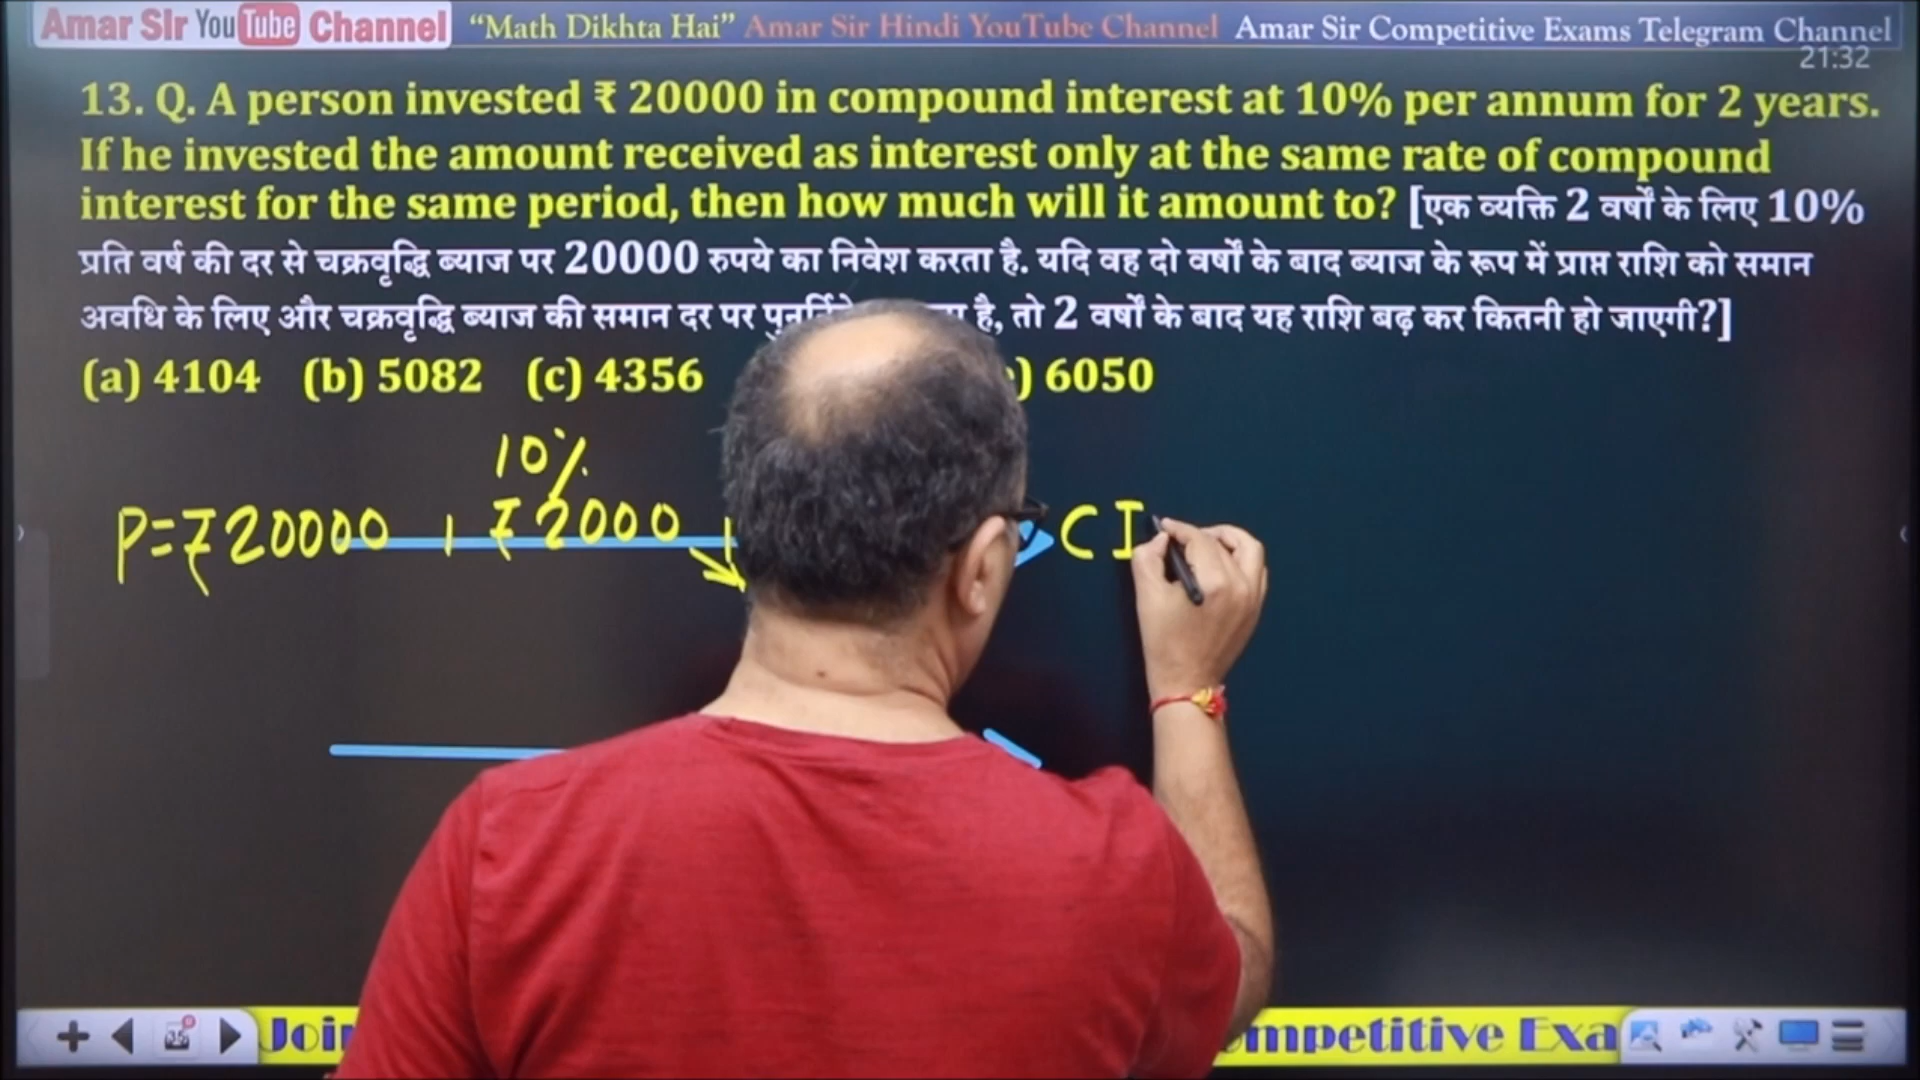 Amar Sir YouTube Channel "Math Dikhta Hai" Amar Sir Hindi YouTube Channel Amar Sir Competitive Exams Telegram Channel
21:32
13. Q. A person invested ₹ 20000 in compound interest at 10% per annum for 2 years.
If he invested the amount received as interest only at the same rate of compound
interest for the same period, then how much will it amount to? [एक व्यक्ति 2 वर्षों के लिए 10%
प्रति वर्ष की दर से चक्रवृद्धि ब्याज पर 20000 रुपये का निवेश करता है. यदि वह दो वर्षों के बाद ब्याज के रूप में प्राप्त राशि को समान
अवधि के लिए और चक्रवृद्धि ब्याज की समान दर पर है, तो 2 वर्षों के बाद यह राशि बढ़ कर कितनी हो जाएगी?]
(a) 4104 (b) 5082 (c) 4356 ) 6050
10%
P=₹20000 ₹2000 CI